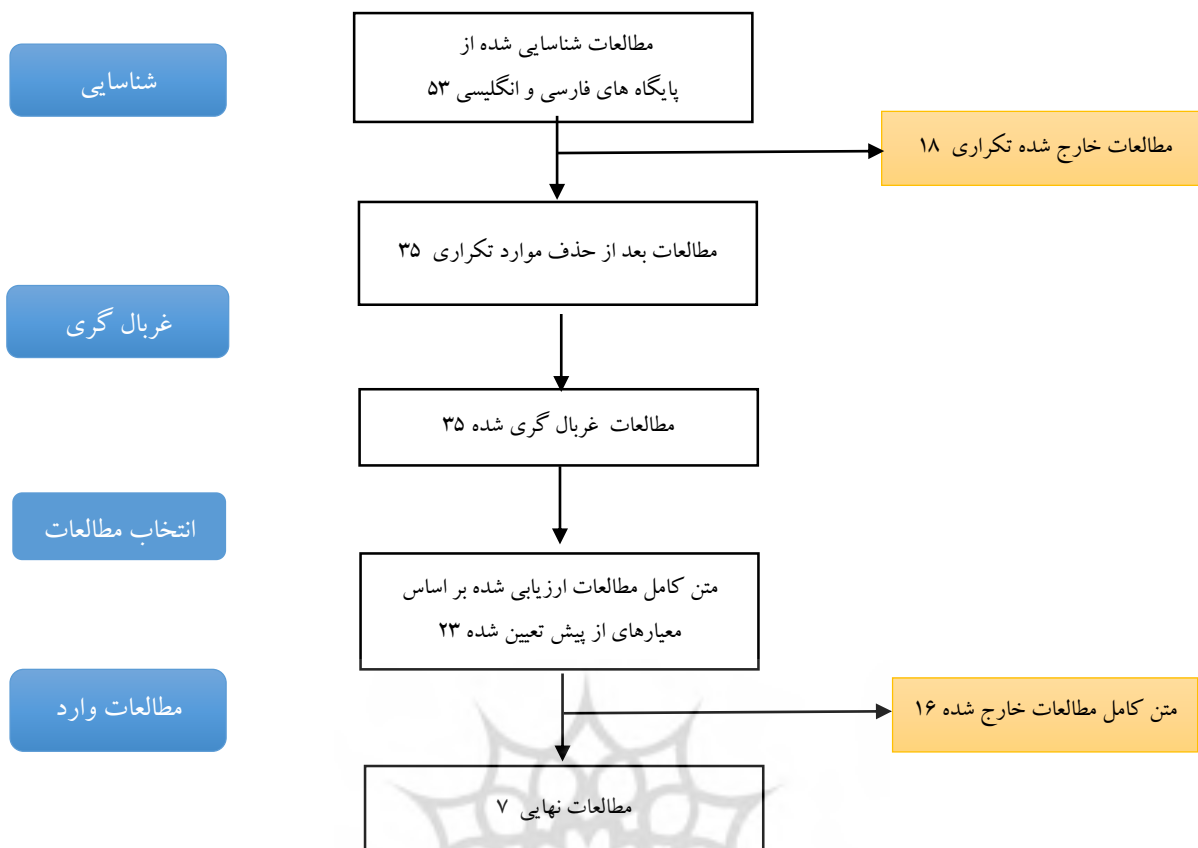 شناسایی
مطالعات شناسایی شده از
پایگاه های فارسی و انگلیسی ۵۳
مطالعات خارج شده تکراری ۱۸
مطالعات بعد از حذف موارد تکراری ۳۵
غربال گری
مطالعات غربال گری شده ۳۵
انتخاب مطالعات
متن کامل مطالعات ارزیابی شده بر اساس
معیارهای از پیش تعیین شده ۲۳
مطالعات وارد
متن کامل مطالعات خارج شده ۱۶
مطالعات نهایی ۷